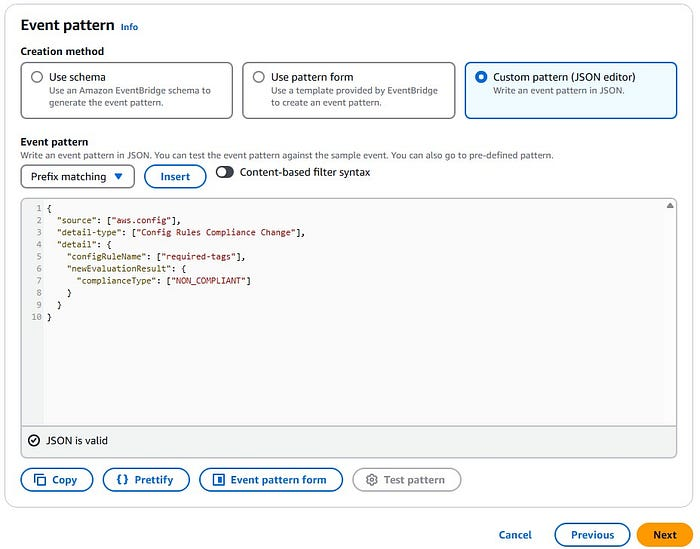 Event pattern Info
Creation method
Use schema
Use an Amazon EventBridge schema to
generate the event pattern.
Use pattern form
Use a template provided by EventBridge
to create an event pattern.
Custom pattern (JSON editor)
Write an event pattern in JSON.
Event pattern
Write an event pattern in JSON. You can test the event pattern against the sample event. You can also go to pre-defined pattern.
Prefix matching Insert Content-based filter syntax
1 {
2 "source": ["aws.config"],
3 "detail-type": ["Config Rules Compliance Change"],
4 "detail": {
5 "configRuleName": ["required-tags"],
6 "newEvaluationResult": {
7 "complianceType": ["NON_COMPLIANT"]
8 }
9 }
10 }
JSON is valid
Copy {} Prettify Event pattern form Test pattern
Cancel Previous Next